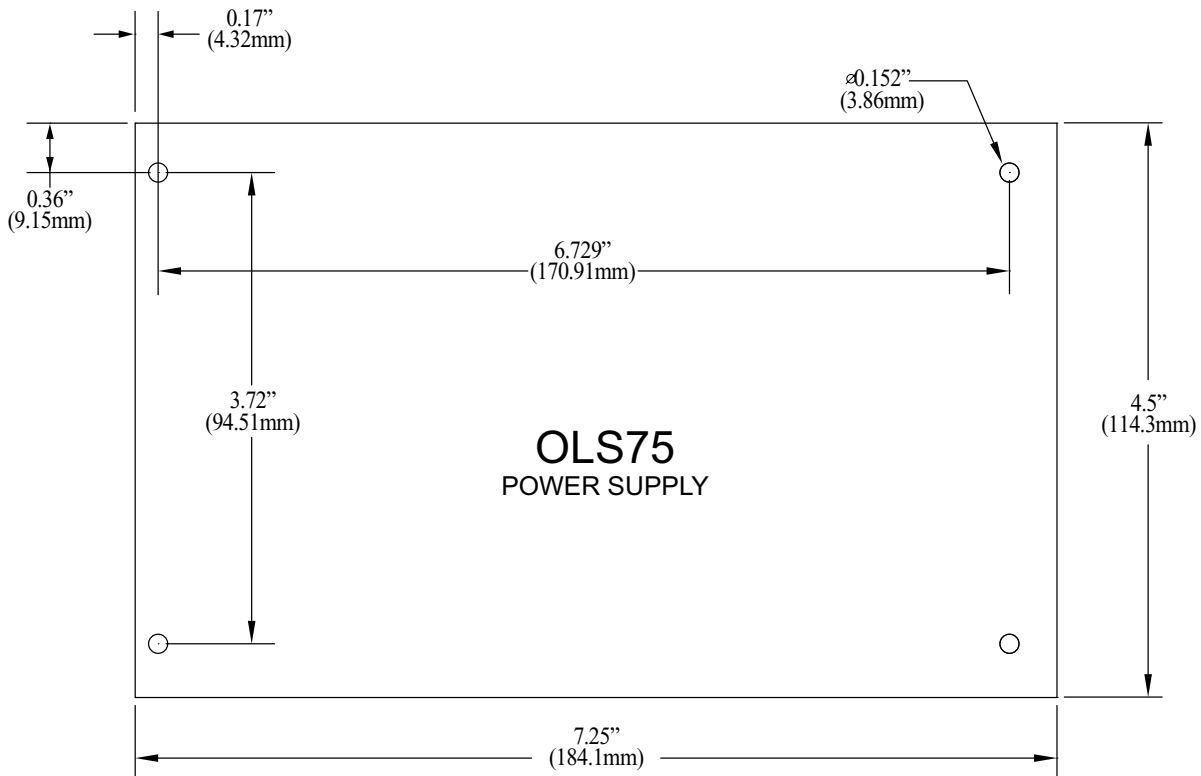 0.17”
(4.32mm)
⌀0.152”
(3.86mm)
0.36”
(9.15mm)
6.729”
(170.91mm)
3.72”
(94.51mm)
4.5”
(114.3mm)
OLS75
POWER SUPPLY
7.25”
(184.1mm)